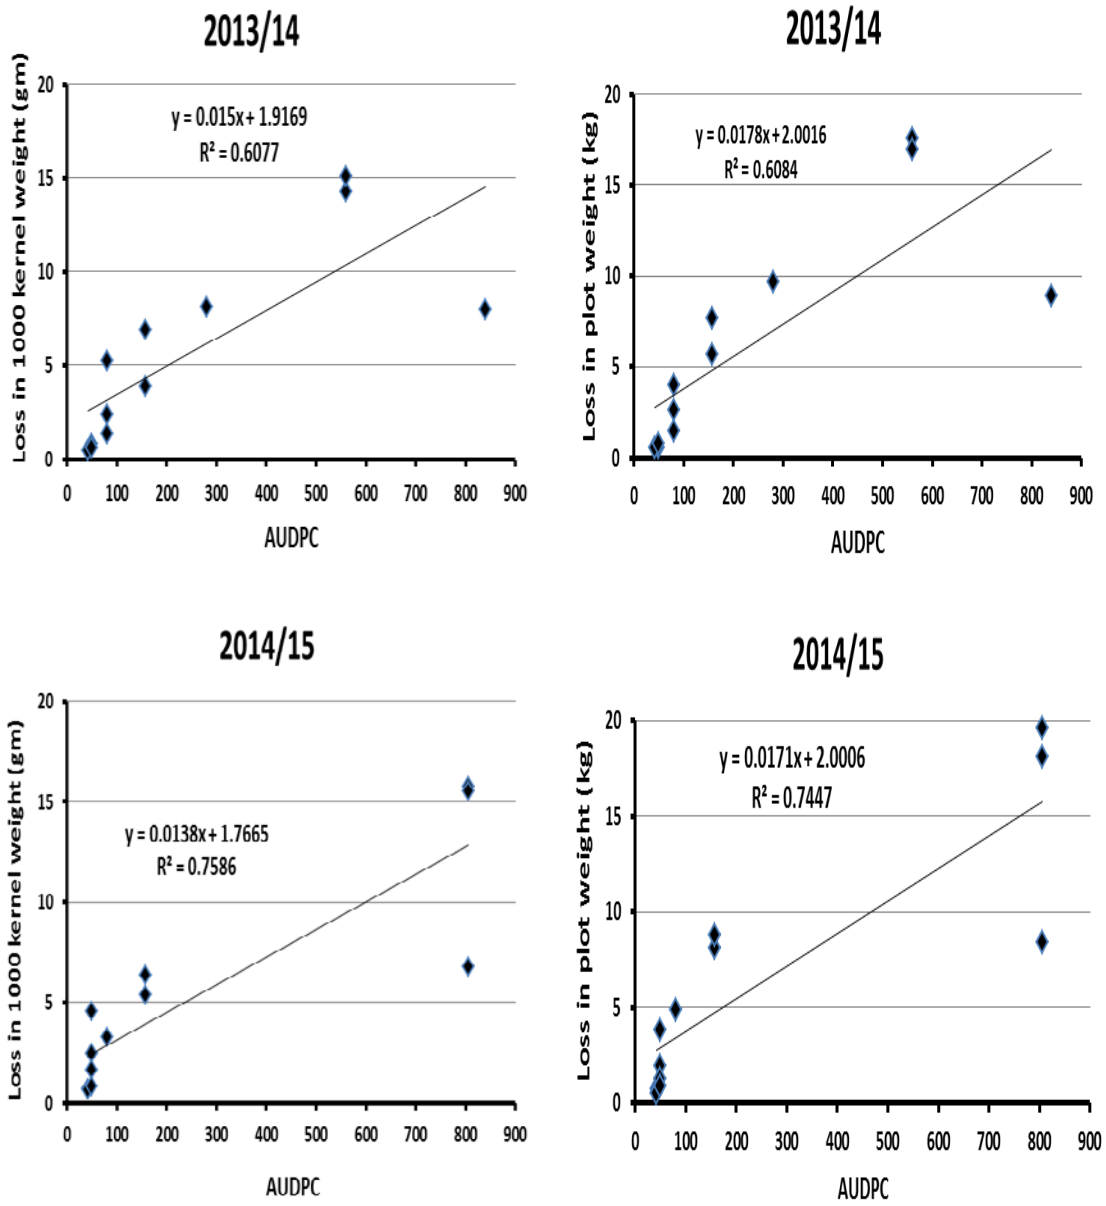 2013/14
Loss in 1000 kernel weight (gm)
y = 0.015x + 1.9169
R² = 0.6077
20
15
10
5
0
0 100 200 300 400 500 600 700 800 900
AUDPC
2013/14
Loss in plot weight (kg)
y = 0.0178x + 2.0016
R² = 0.6084
20
15
10
5
0
0 100 200 300 400 500 600 700 800 900
AUDPC
2014/15
Loss in 1000 kernel weight (gm)
y = 0.0138x + 1.7665
R² = 0.7586
20
15
10
5
0
0 100 200 300 400 500 600 700 800 900
AUDPC
2014/15
Loss in plot weight (kg)
y = 0.0171x + 2.0006
R² = 0.7447
20
15
10
5
0
0 100 200 300 400 500 600 700 800 900
AUDPC